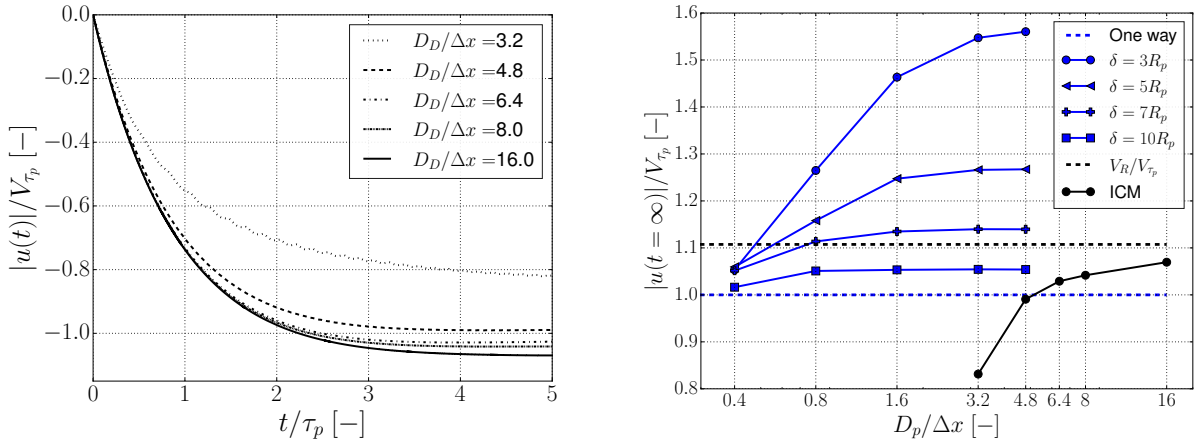 0.0
−0.2
−0.4
−0.6
−0.8
−1.0
|u(t)|/V_{τ_p} [−]
0 1 2 3 4 5
t/τ_p [−]
D_D/Δx =3.2
D_D/Δx =4.8
D_D/Δx =6.4
D_D/Δx =8.0
D_D/Δx =16.0
1.6
1.5
1.4
1.3
1.2
1.1
1.0
0.9
0.8
|u(t = ∞)|/V_{τ_p} [−]
0.4 0.8 1.6 3.2 4.8 6.4 8 16
D_p/Δx [−]
One way
δ = 3R_p
δ = 5R_p
δ = 7R_p
δ = 10R_p
V_R/V_{τ_p}
ICM